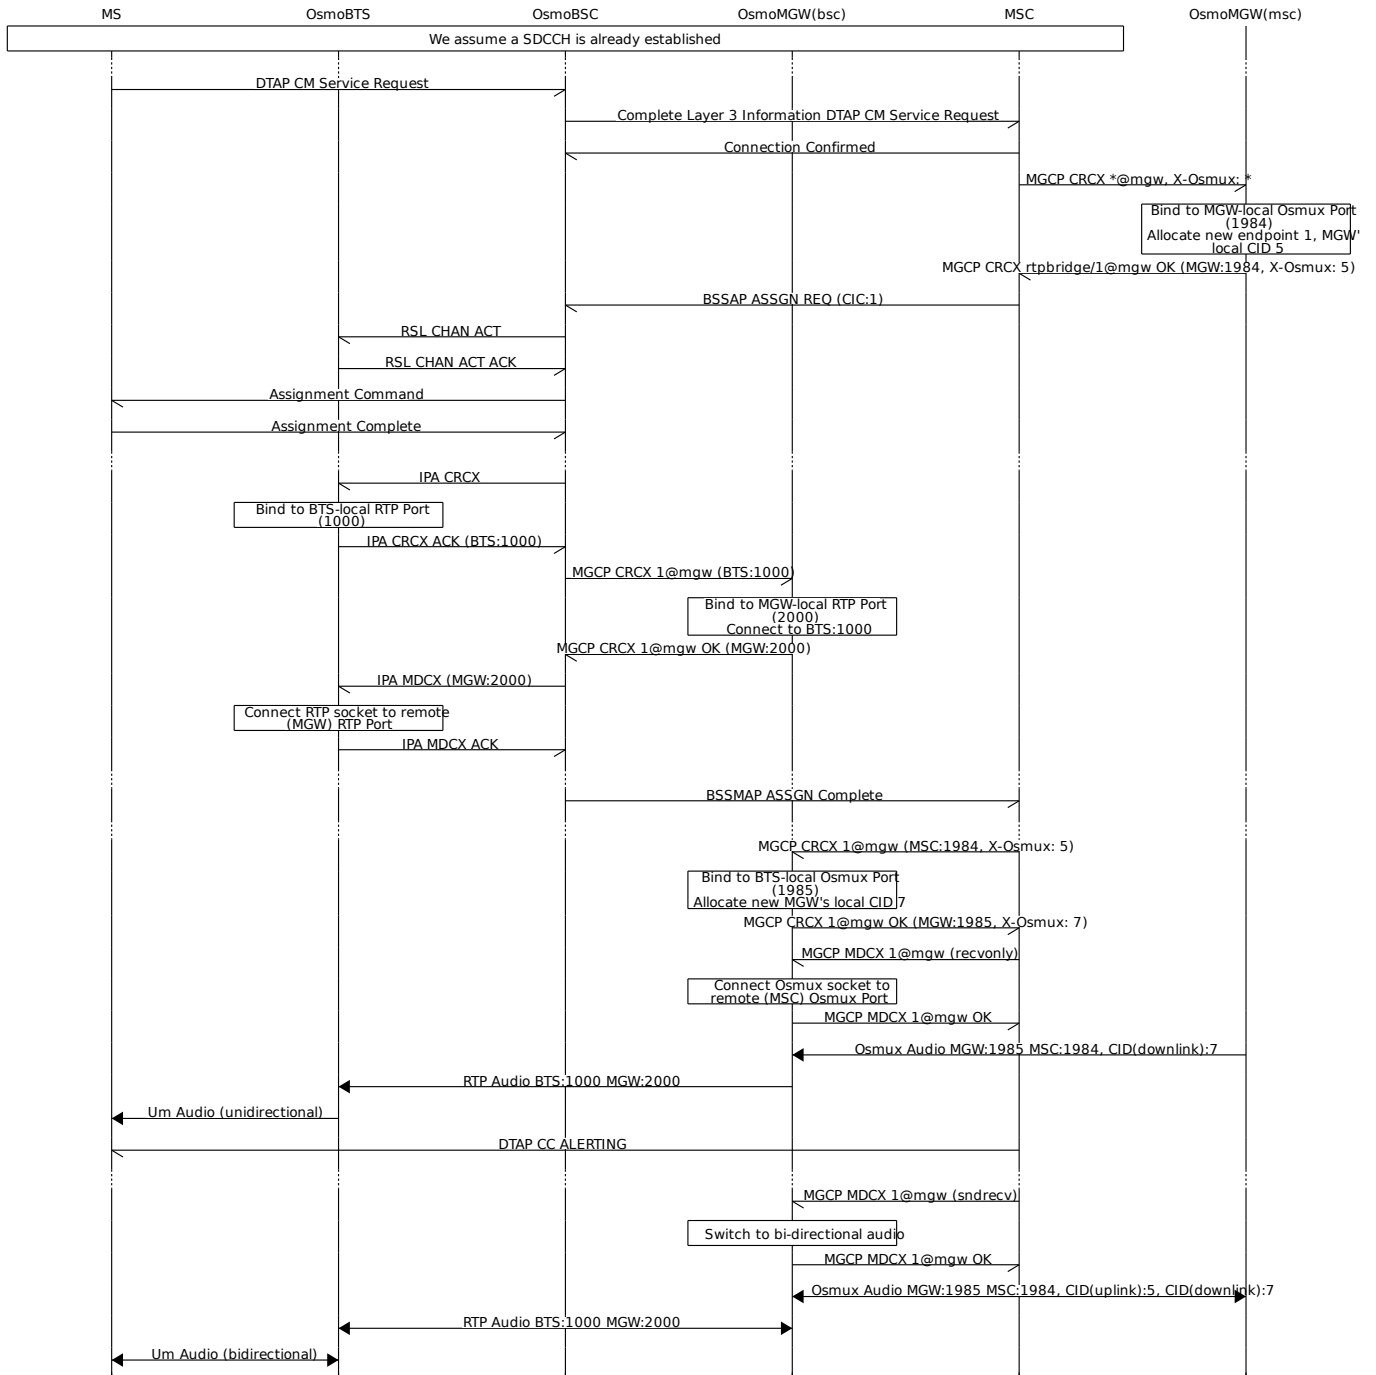 MS OsmoBTS OsmoBSC OsmoMGW(bsc) MSC OsmoMGW(msc)
We assume a SDCCH is already established
DTAP CM Service Request
Complete Layer 3 Information DTAP CM Service Request
Connection Confirmed
MGCP CRCX *@mgw, X-Osmux: *
Bind to MGW-local Osmux Port
(1984)
Allocate new endpoint 1, MGW'
local CID 5
MGCP CRCX rtpbridge/1@mgw OK (MGW:1984, X-Osmux: 5)
BSSAP ASSGN REQ (CIC:1)
RSL CHAN ACT
RSL CHAN ACT ACK
Assignment Command
Assignment Complete
IPA CRCX
Bind to BTS-local RTP Port
(1000)
IPA CRCX ACK (BTS:1000)
MGCP CRCX 1@mgw (BTS:1000)
Bind to MGW-local RTP Port
(2000)
Connect to BTS:1000
MGCP CRCX 1@mgw OK (MGW:2000)
IPA MDCX (MGW:2000)
Connect RTP socket to remote
(MGW) RTP Port
IPA MDCX ACK
BSSMAP ASSGN Complete
MGCP CRCX 1@mgw (MSC:1984, X-Osmux: 5)
Bind to BTS-local Osmux Port
(1985)
Allocate new MGW's local CID 7
MGCP CRCX 1@mgw OK (MGW:1985, X-Osmux: 7)
MGCP MDCX 1@mgw (recvonly)
Connect Osmux socket to
remote (MSC) Osmux Port
MGCP MDCX 1@mgw OK
Osmux Audio MGW:1985 MSC:1984, CID(downlink):7
RTP Audio BTS:1000 MGW:2000
Um Audio (unidirectional)
DTAP CC ALERTING
MGCP MDCX 1@mgw (sndrecv)
Switch to bi-directional audio
MGCP MDCX 1@mgw OK
Osmux Audio MGW:1985 MSC:1984, CID(uplink):5, CID(downlink):7
RTP Audio BTS:1000 MGW:2000
Um Audio (bidirectional)